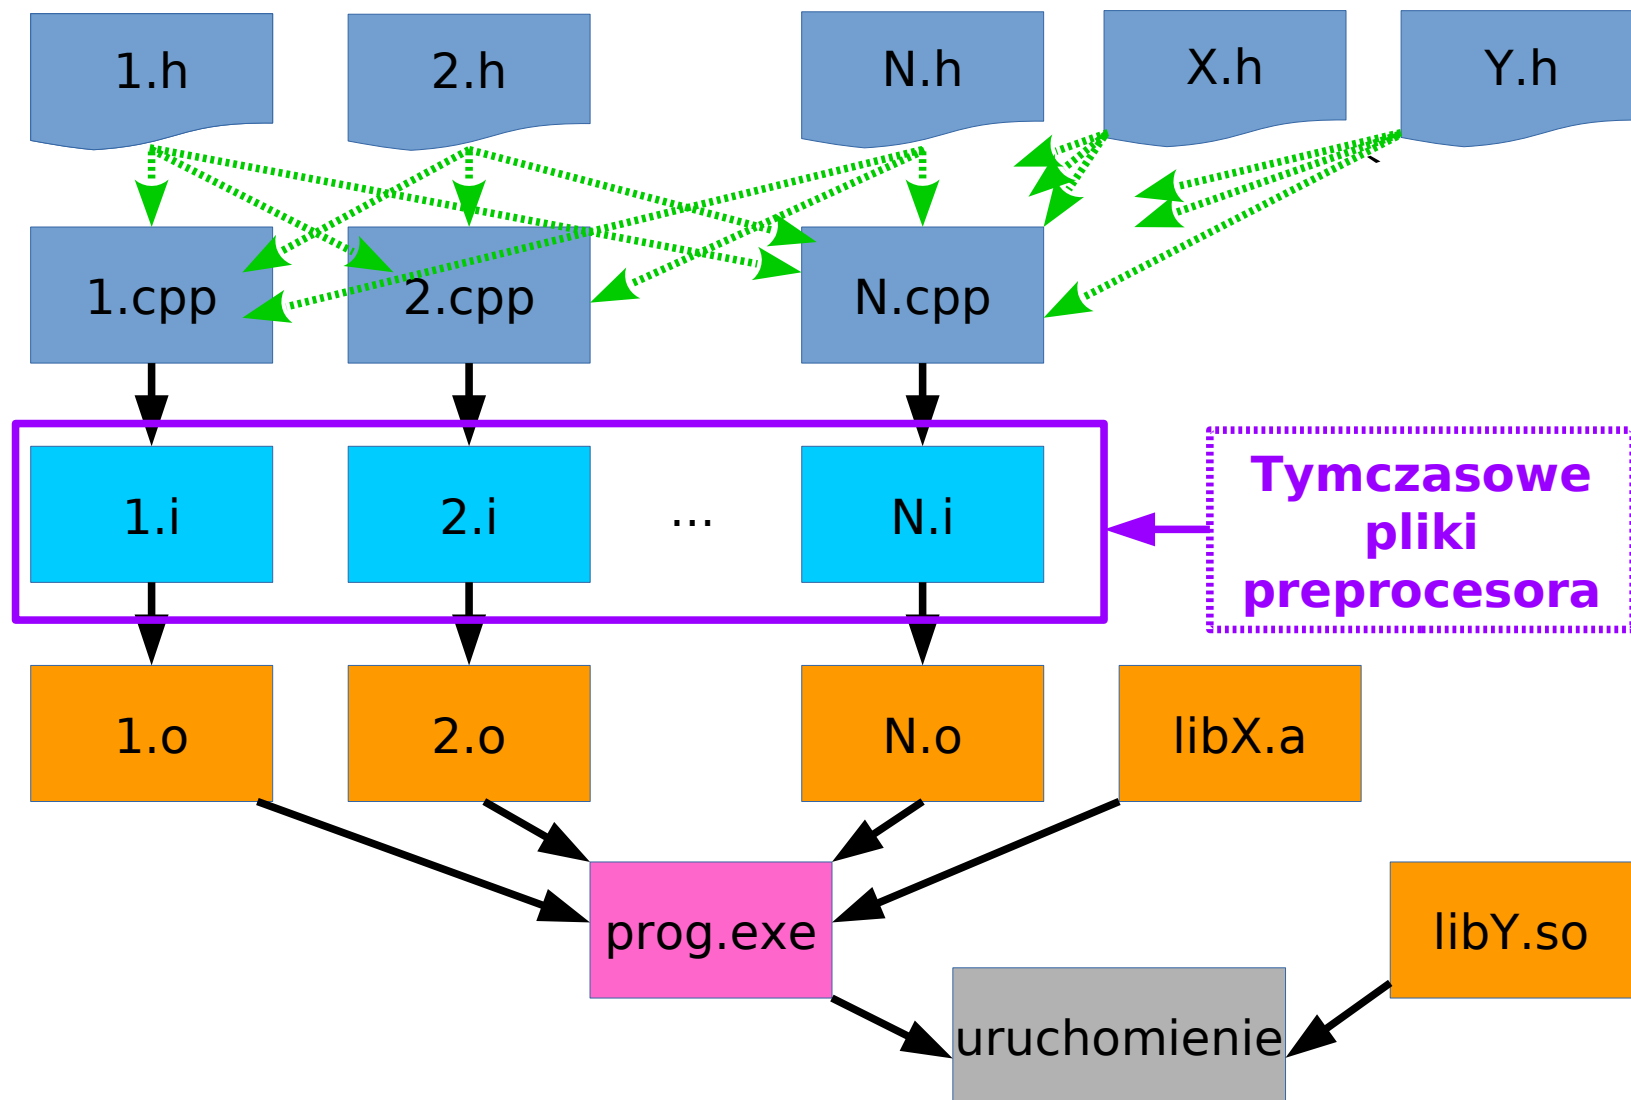 1.h
2.h
N.h
X.h
Y.h
1.cpp
2.cpp
N.cpp
1.i
2.i
...
N.i
Tymczasowe
pliki
preprocesora
1.o
2.o
N.o
libX.a
prog.exe
libY.so
uruchomienie